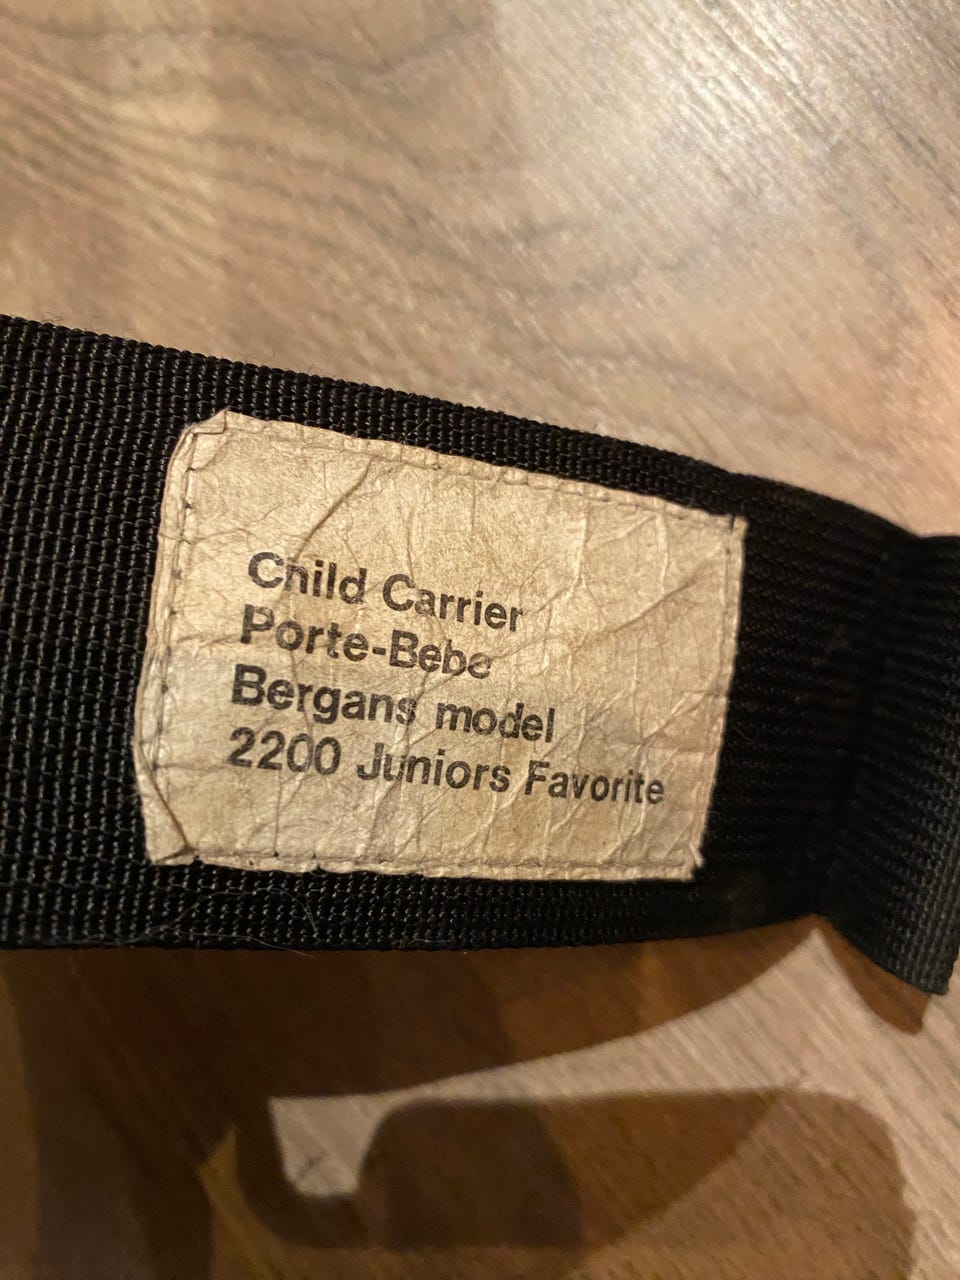 Child Carrier
Porte-Bebe
Bergans model
2200 Juniors Favorite